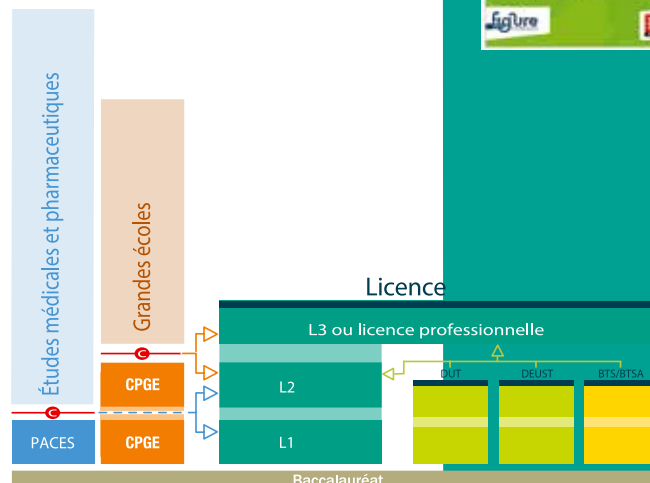 figure
Études médicales et pharmaceutiques
Grandes écoles
Licence
L3 ou licence professionnelle
C
CPGE
L2
DUT
DEUST
BTS/BTSA
C
PACES
CPGE
L1
Baccalauréat